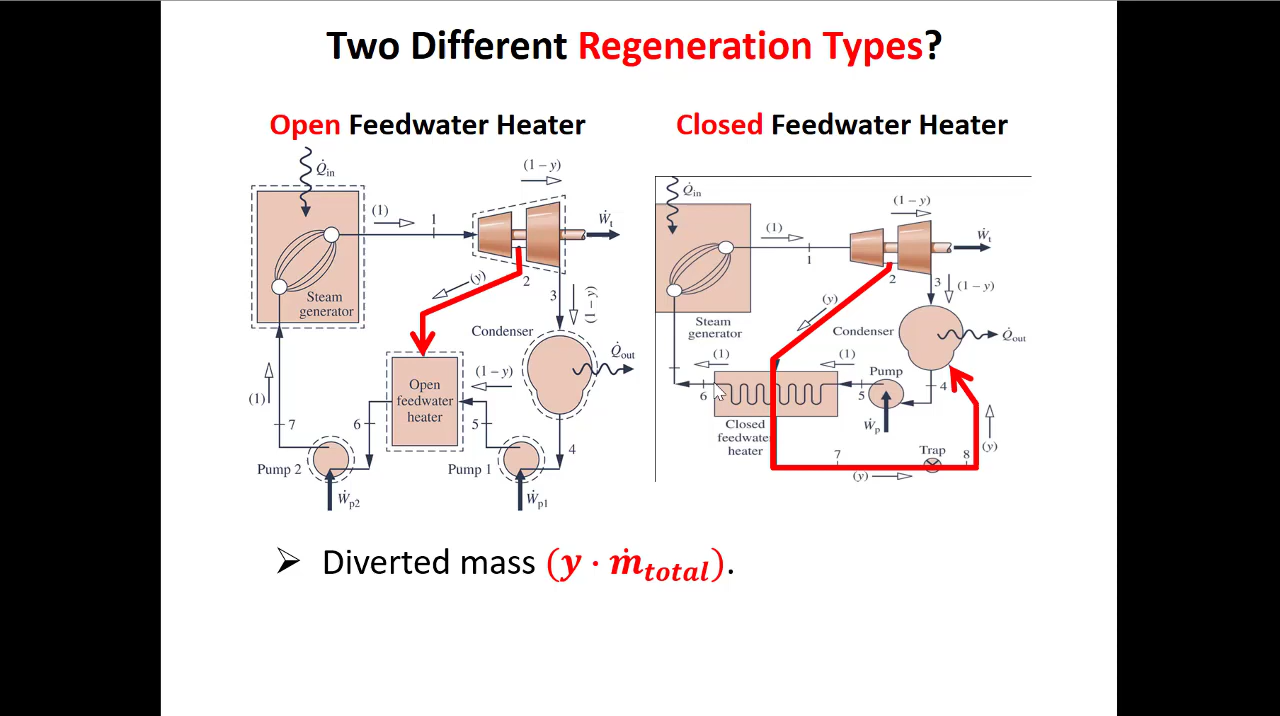 Two Different Regeneration Types?
Open Feedwater Heater
Q̇in
(1 – y)
(1)
1
Ẇt
Steam
generator
(y)
2
3
(1 – y)
Condenser
Q̇out
Open
feedwater
heater
(1 – y)
(1)
7
6
5
4
Pump 2
Pump 1
Ẇp2
Ẇp1
Closed Feedwater Heater
Q̇in
(1 – y)
(1)
1
Ẇt
2
3
(1 – y)
(y)
Steam
generator
Condenser
Q̇out
(1)
(1)
Pump
6
5
4
Ẇp
Closed
feedwater
heater
Trap
7
8
(y)
(y)
➢ Diverted mass (y · ṁtotal).